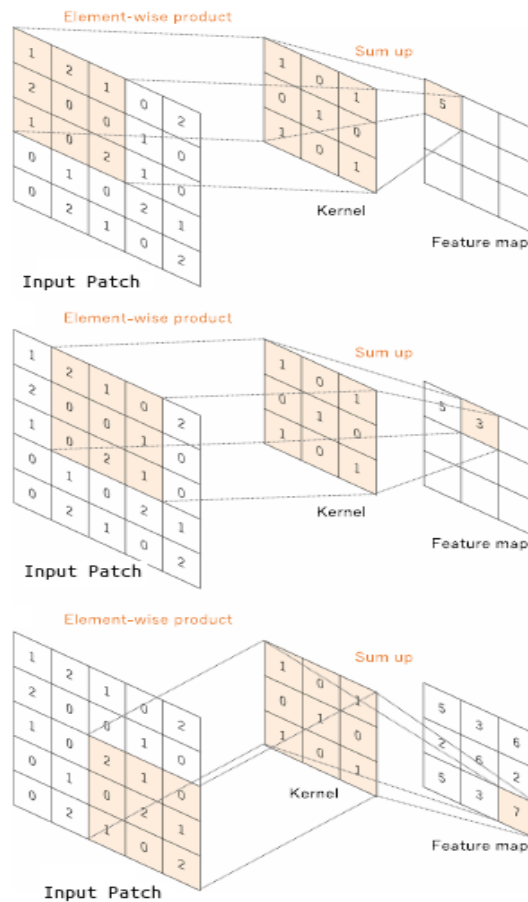 Element-wise product
Sum up
1 2 1 0 2
2 0 0 1 0
1 0 2 1 0
0 1 0 2 1
0 2 1 0 2
1 0 1
0 1 0
1 0 1
5
Kernel
Feature map
Input Patch
Element-wise product
Sum up
1 2 1 0 2
2 0 0 1 0
1 0 2 1 0
0 1 0 2 1
0 2 1 0 2
1 0 1
0 1 0
1 0 1
5 3
Kernel
Feature map
Input Patch
Element-wise product
Sum up
1 2 1 0 2
2 0 0 1 0
1 0 2 1 0
0 1 0 2 1
0 2 1 0 2
1 0 1
0 1 0
1 0 1
5 3 6
2 6 2
5 3 7
Kernel
Feature map
Input Patch